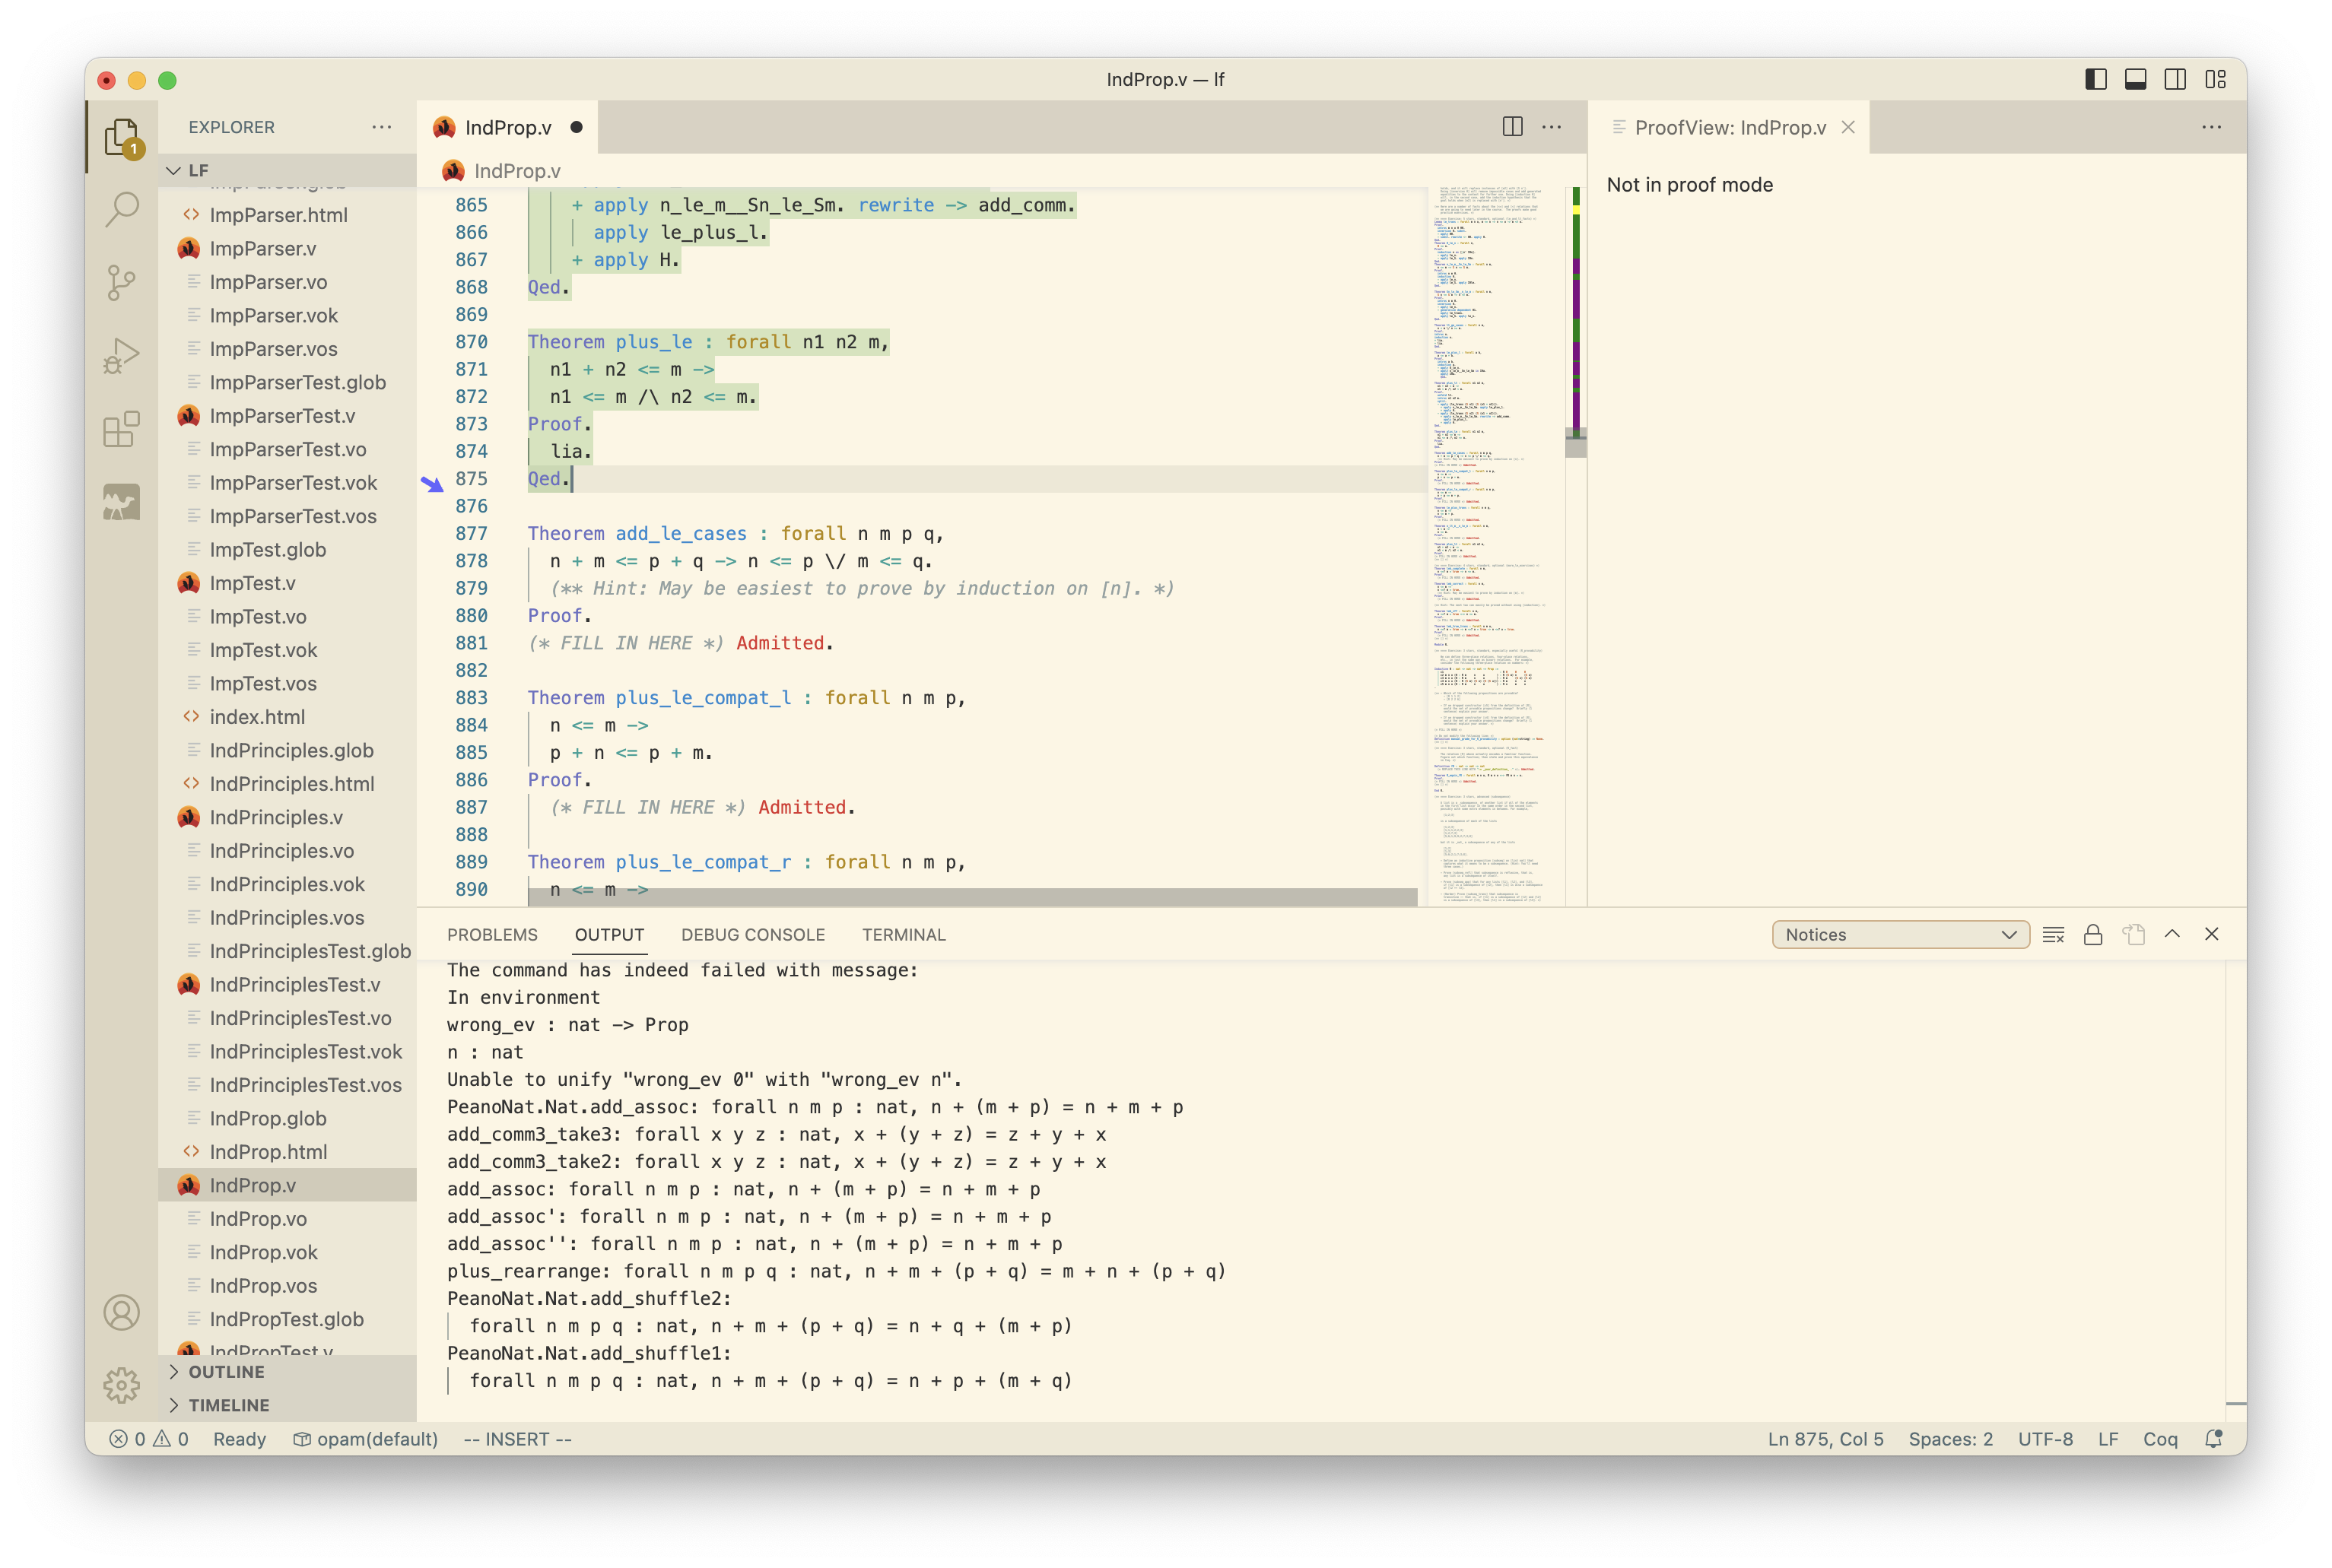 IndProp.v — lf
EXPLORER
LF
1
ImpParser.html
ImpParser.v
ImpParser.vo
ImpParser.vok
ImpParser.vos
ImpParserTest.glob
ImpParserTest.v
ImpParserTest.vo
ImpParserTest.vok
ImpParserTest.vos
ImpTest.glob
ImpTest.v
ImpTest.vo
ImpTest.vok
ImpTest.vos
index.html
IndPrinciples.glob
IndPrinciples.html
IndPrinciples.v
IndPrinciples.vo
IndPrinciples.vok
IndPrinciples.vos
IndPrinciplesTest.glob
IndPrinciplesTest.v
IndPrinciplesTest.vo
IndPrinciplesTest.vok
IndPrinciplesTest.vos
IndProp.glob
IndProp.html
IndProp.v
IndProp.vo
IndProp.vok
IndProp.vos
IndPropTest.glob
IndPropTest.v
OUTLINE
TIMELINE
IndProp.v
IndProp.v
865 + apply n_le_m__Sn_le_Sm. rewrite -> add_comm.
866 apply le_plus_l.
867 + apply H.
868 Qed.
869
870 Theorem plus_le : forall n1 n2 m,
871 n1 + n2 <= m ->
872 n1 <= m /\ n2 <= m.
873 Proof.
874 lia.
875 Qed.
876
877 Theorem add_le_cases : forall n m p q,
878 n + m <= p + q -> n <= p \/ m <= q.
879 (** Hint: May be easiest to prove by induction on [n]. *)
880 Proof.
881 (* FILL IN HERE *) Admitted.
882
883 Theorem plus_le_compat_l : forall n m p,
884 n <= m ->
885 p + n <= p + m.
886 Proof.
887 (* FILL IN HERE *) Admitted.
888
889 Theorem plus_le_compat_r : forall n m p,
890 n <= m ->
ProofView: IndProp.v
Not in proof mode
PROBLEMS OUTPUT DEBUG CONSOLE TERMINAL
Notices
The command has indeed failed with message:
In environment
wrong_ev : nat -> Prop
n : nat
Unable to unify "wrong_ev 0" with "wrong_ev n".
PeanoNat.Nat.add_assoc: forall n m p : nat, n + (m + p) = n + m + p
add_comm3_take3: forall x y z : nat, x + (y + z) = z + y + x
add_comm3_take2: forall x y z : nat, x + (y + z) = z + y + x
add_assoc: forall n m p : nat, n + (m + p) = n + m + p
add_assoc': forall n m p : nat, n + (m + p) = n + m + p
add_assoc'': forall n m p : nat, n + (m + p) = n + m + p
plus_rearrange: forall n m p q : nat, n + m + (p + q) = m + n + (p + q)
PeanoNat.Nat.add_shuffle2:
forall n m p q : nat, n + m + (p + q) = n + q + (m + p)
PeanoNat.Nat.add_shuffle1:
forall n m p q : nat, n + m + (p + q) = n + p + (m + q)
0 0 Ready opam(default) -- INSERT --
Ln 875, Col 5 Spaces: 2 UTF-8 LF Coq